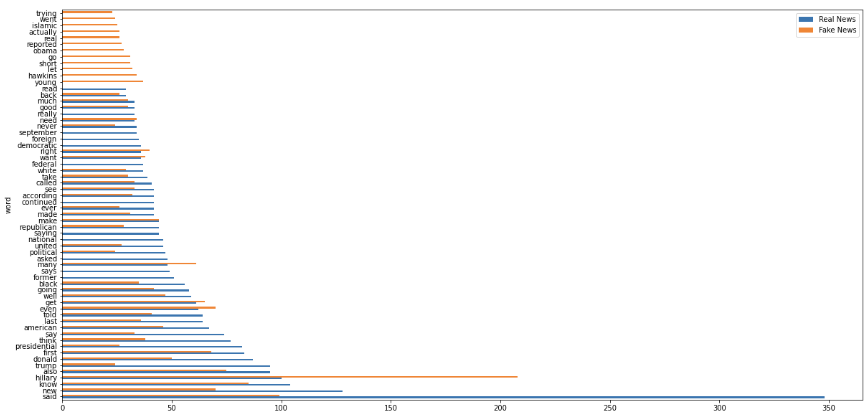 trying
went
islamic
actually
real
reported
obama
go
short
let
hawkins
young
read
back
much
good
really
need
never
september
foreign
democratic
right
want
federal
white
take
called
see
according
continued
ever
made
make
republican
saying
national
united
political
asked
many
says
former
black
going
well
get
even
told
last
american
say
think
presidential
first
donald
trump
also
hillary
know
new
said
word
0 50 100 150 200 250 300 350
Real News
Fake News